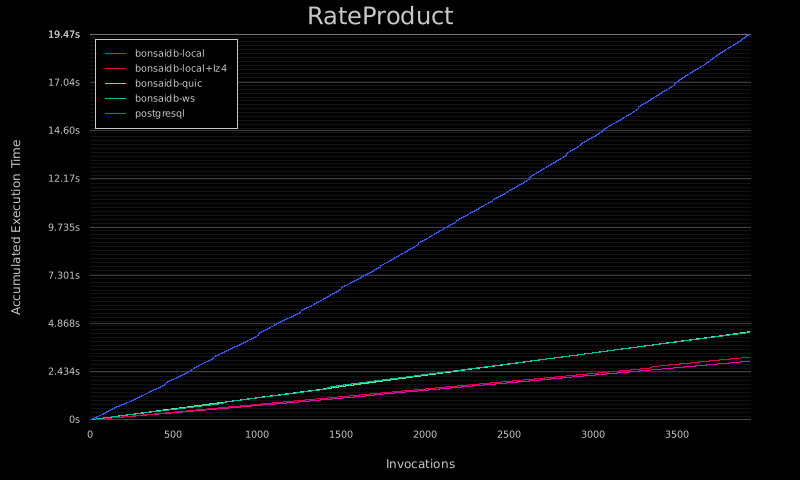 RateProduct
19.47s
17.04s
14.60s
12.17s
9.735s
7.301s
4.868s
2.434s
0s
Accumulated Execution Time
bonsaidb-local
bonsaidb-local+lz4
bonsaidb-quic
bonsaidb-ws
postgresql
0 500 1000 1500 2000 2500 3000 3500
Invocations